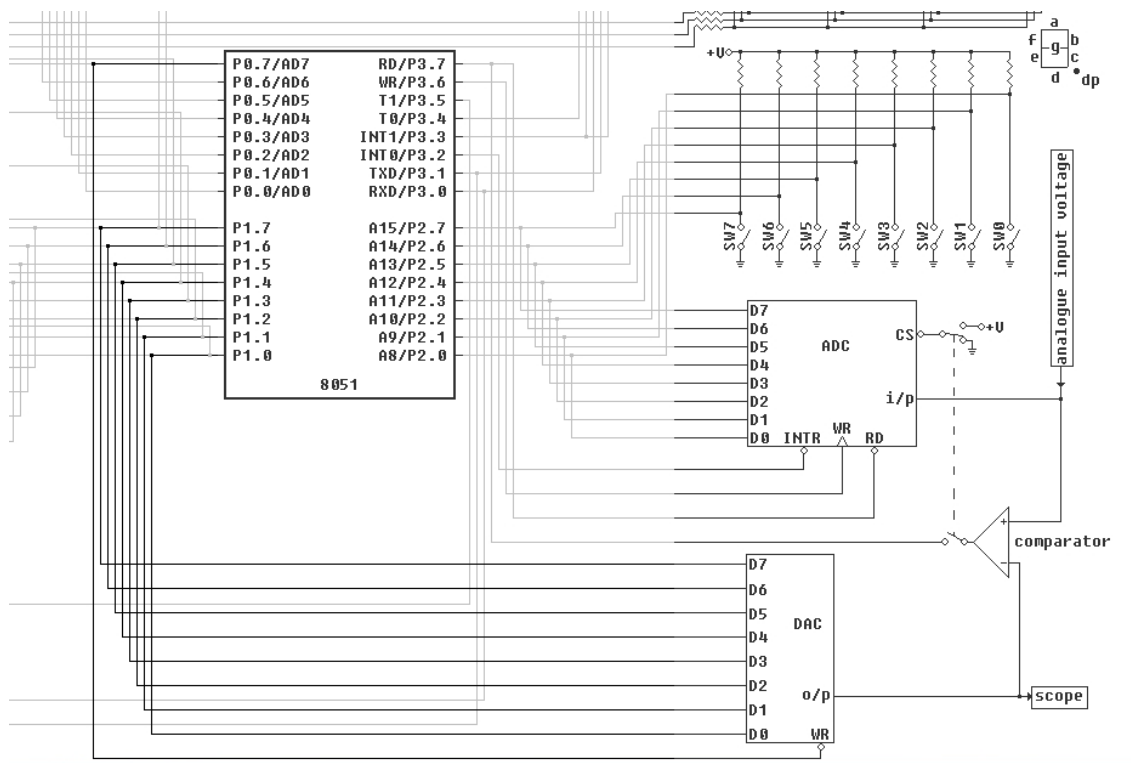 a
f
b
g
e
c
d
dp
+V
P0.7/AD7 RD/P3.7
P0.6/AD6 WR/P3.6
P0.5/AD5 T1/P3.5
P0.4/AD4 T0/P3.4
P0.3/AD3 INT1/P3.3
P0.2/AD2 INT0/P3.2
P0.1/AD1 TXD/P3.1
P0.0/AD0 RXD/P3.0
P1.7 A15/P2.7
P1.6 A14/P2.6
P1.5 A13/P2.5
P1.4 A12/P2.4
P1.3 A11/P2.3
P1.2 A10/P2.2
P1.1 A9/P2.1
P1.0 A8/P2.0
8051
SW7
SW6
SW5
SW4
SW3
SW2
SW1
SW0
analogue input voltage
D7
D6
D5
D4
D3
D2
D1
D0
ADC
CS
+V
i/p
INTR
WR
RD
+
comparator
−
D7
D6
D5
D4
D3
D2
D1
D0
DAC
o/p
WR
scope